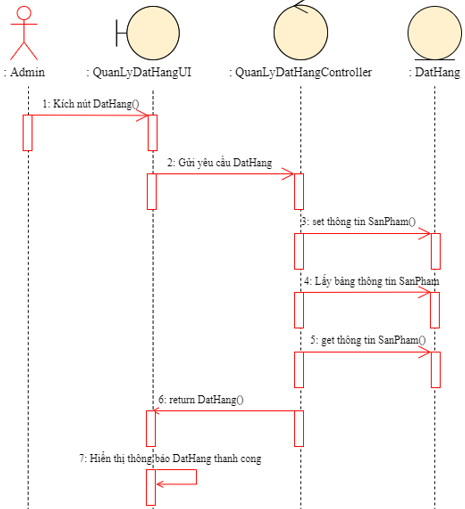 : Admin
: QuanLyDatHangUI
: QuanLyDatHangController
: DatHang
1: Kích nút DatHang()
2: Gửi yêu cầu DatHang
3: set thông tin SanPham()
4: Lấy bảng thông tin SanPham
5: get thông tin SanPham()
6: return DatHang()
7: Hiển thị thông báo DatHang thanh cong